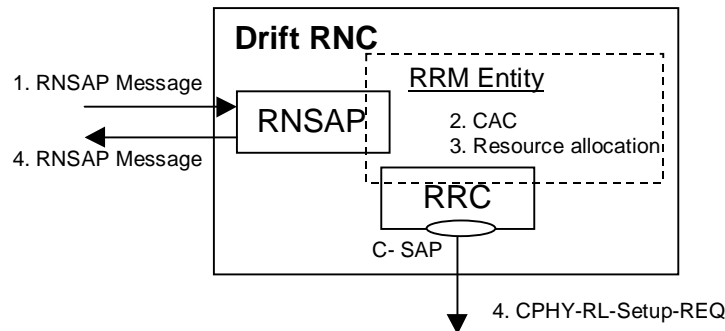 Drift RNC
RRM Entity
1. RNSAP Message
RNSAP
2. CAC
3. Resource allocation
4. RNSAP Message
RRC
C- SAP
4. CPHY-RL-Setup-REQ